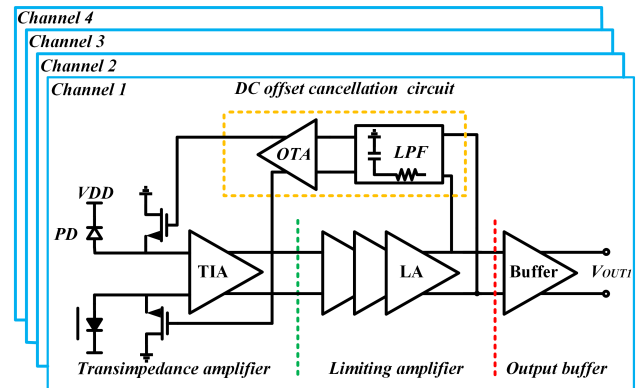 Channel 4
Channel 3
Channel 2
Channel 1
DC offset cancellation circuit
OTA
LPF
VDD
PD
TIA
LA
Buffer
VOUT1
Transimpedance amplifier
Limiting amplifier
Output buffer